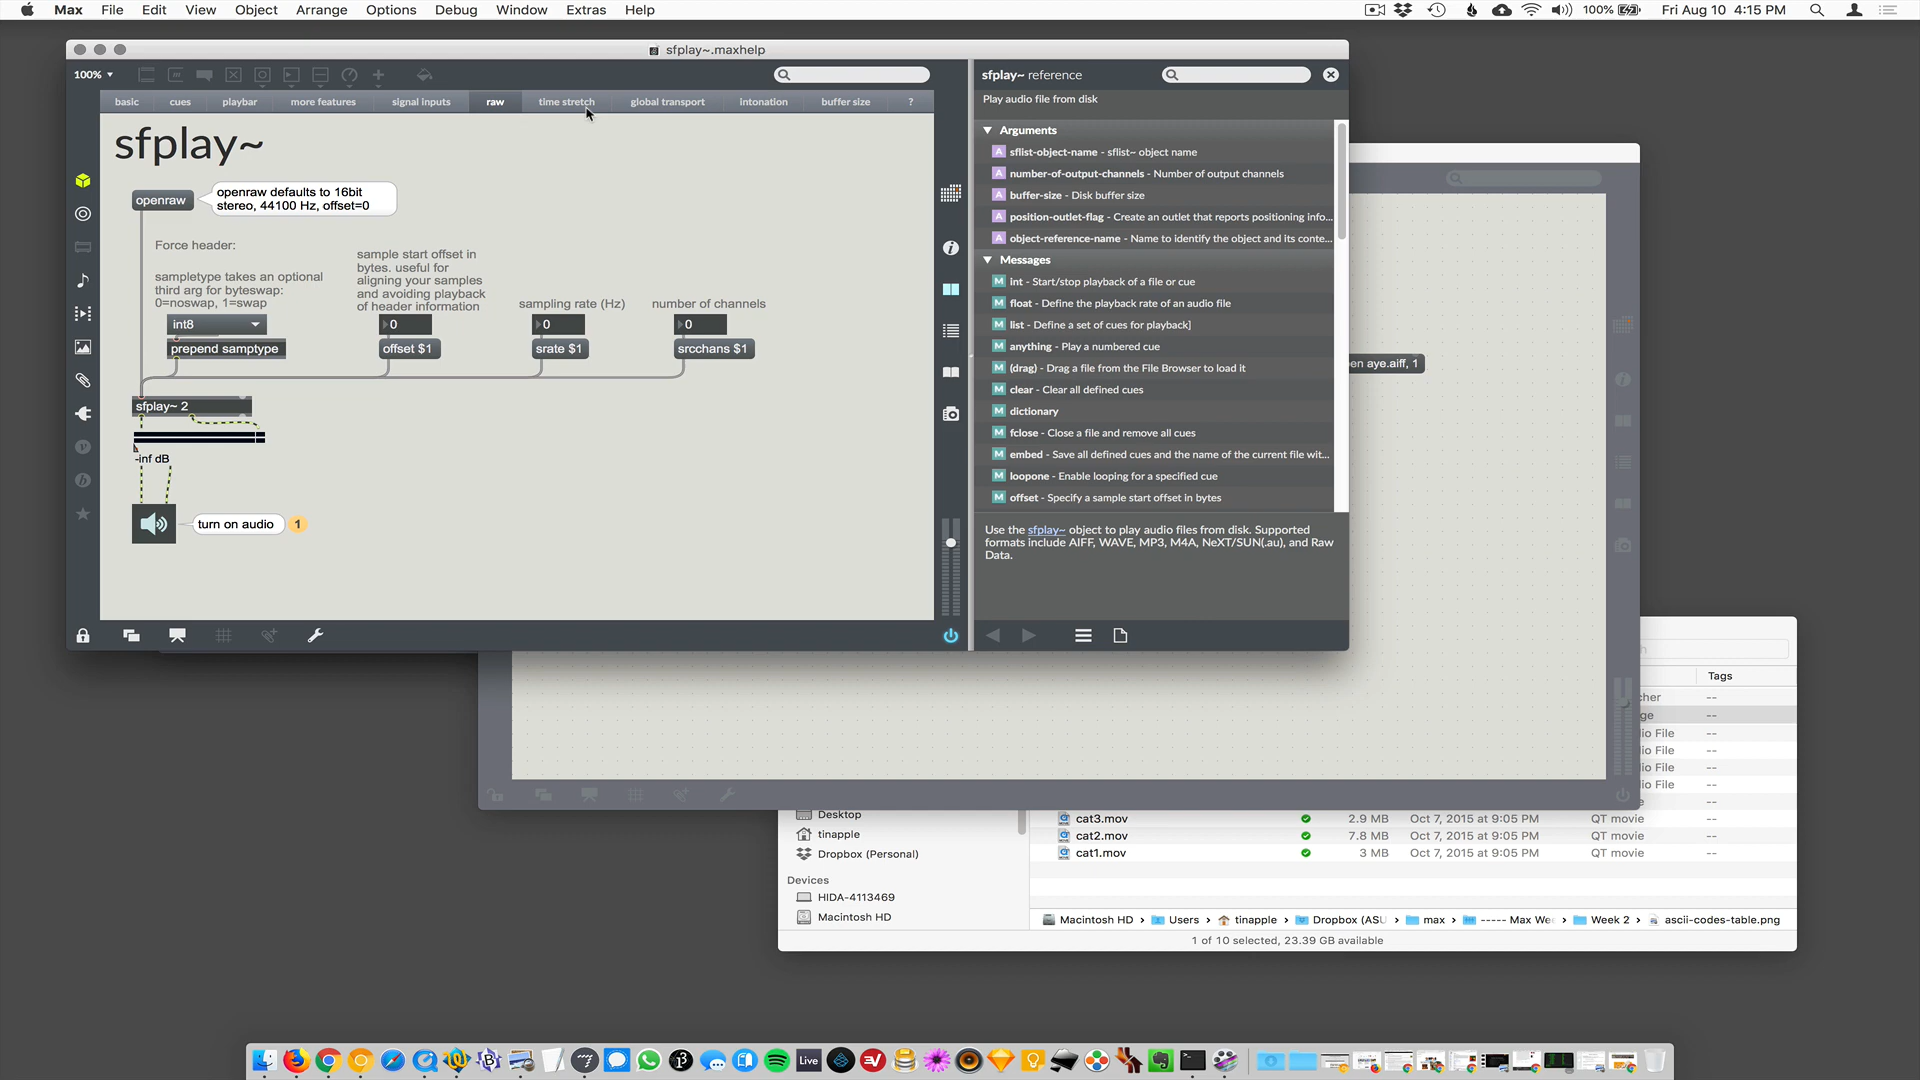 Max File Edit View Object Arrange Options Debug Window Extras Help
100% Fri Aug 10 4:15 PM
sfplay~.maxhelp
100%
basic cues playbar more features signal inputs raw time stretch global transport intonation buffer size ?
sfplay~
openraw
openraw defaults to 16bit
stereo, 44100 Hz, offset=0
Force header:
sampletype takes an optional
third arg for byteswap:
0=noswap, 1=swap
int8
prepend samptype
sample start offset in
bytes. useful for
aligning your samples
and avoiding playback
of header information
0
offset $1
sampling rate (Hz)
0
srate $1
number of channels
0
srcchans $1
sfplay~ 2
-inf dB
turn on audio
1
sfplay~ reference
Play audio file from disk
Arguments
A sflist-object-name - sflist~ object name
A number-of-output-channels - Number of output channels
A buffer-size - Disk buffer size
A position-outlet-flag - Create an outlet that reports positioning info...
A object-reference-name - Name to identify the object and its conte...
Messages
M int - Start/stop playback of a file or cue
M float - Define the playback rate of an audio file
M list - Define a set of cues for playback]
M anything - Play a numbered cue
M (drag) - Drag a file from the File Browser to load it
M clear - Clear all defined cues
M dictionary
M fclose - Close a file and remove all cues
M embed - Save all defined cues and the name of the current file wit...
M loopone - Enable looping for a specified cue
M offset - Specify a sample start offset in bytes
Use the sfplay~ object to play audio files from disk. Supported
formats include AIFF, WAVE, MP3, M4A, NeXT/SUN(.au), and Raw
Data.
en aye.aiff, 1
Tags
cher --
ge --
io File --
io File --
io File --
io File --
e --
cat3.mov 2.9 MB Oct 7, 2015 at 9:05 PM QT movie --
cat2.mov 7.8 MB Oct 7, 2015 at 9:05 PM QT movie --
cat1.mov 3 MB Oct 7, 2015 at 9:05 PM QT movie --
Desktop
tinapple
Dropbox (Personal)
Devices
HIDA-4113469
Macintosh HD
Macintosh HD › Users › tinapple › Dropbox (ASU › max › ----- Max We › Week 2 › ascii-codes-table.png
1 of 10 selected, 23.39 GB available
Live